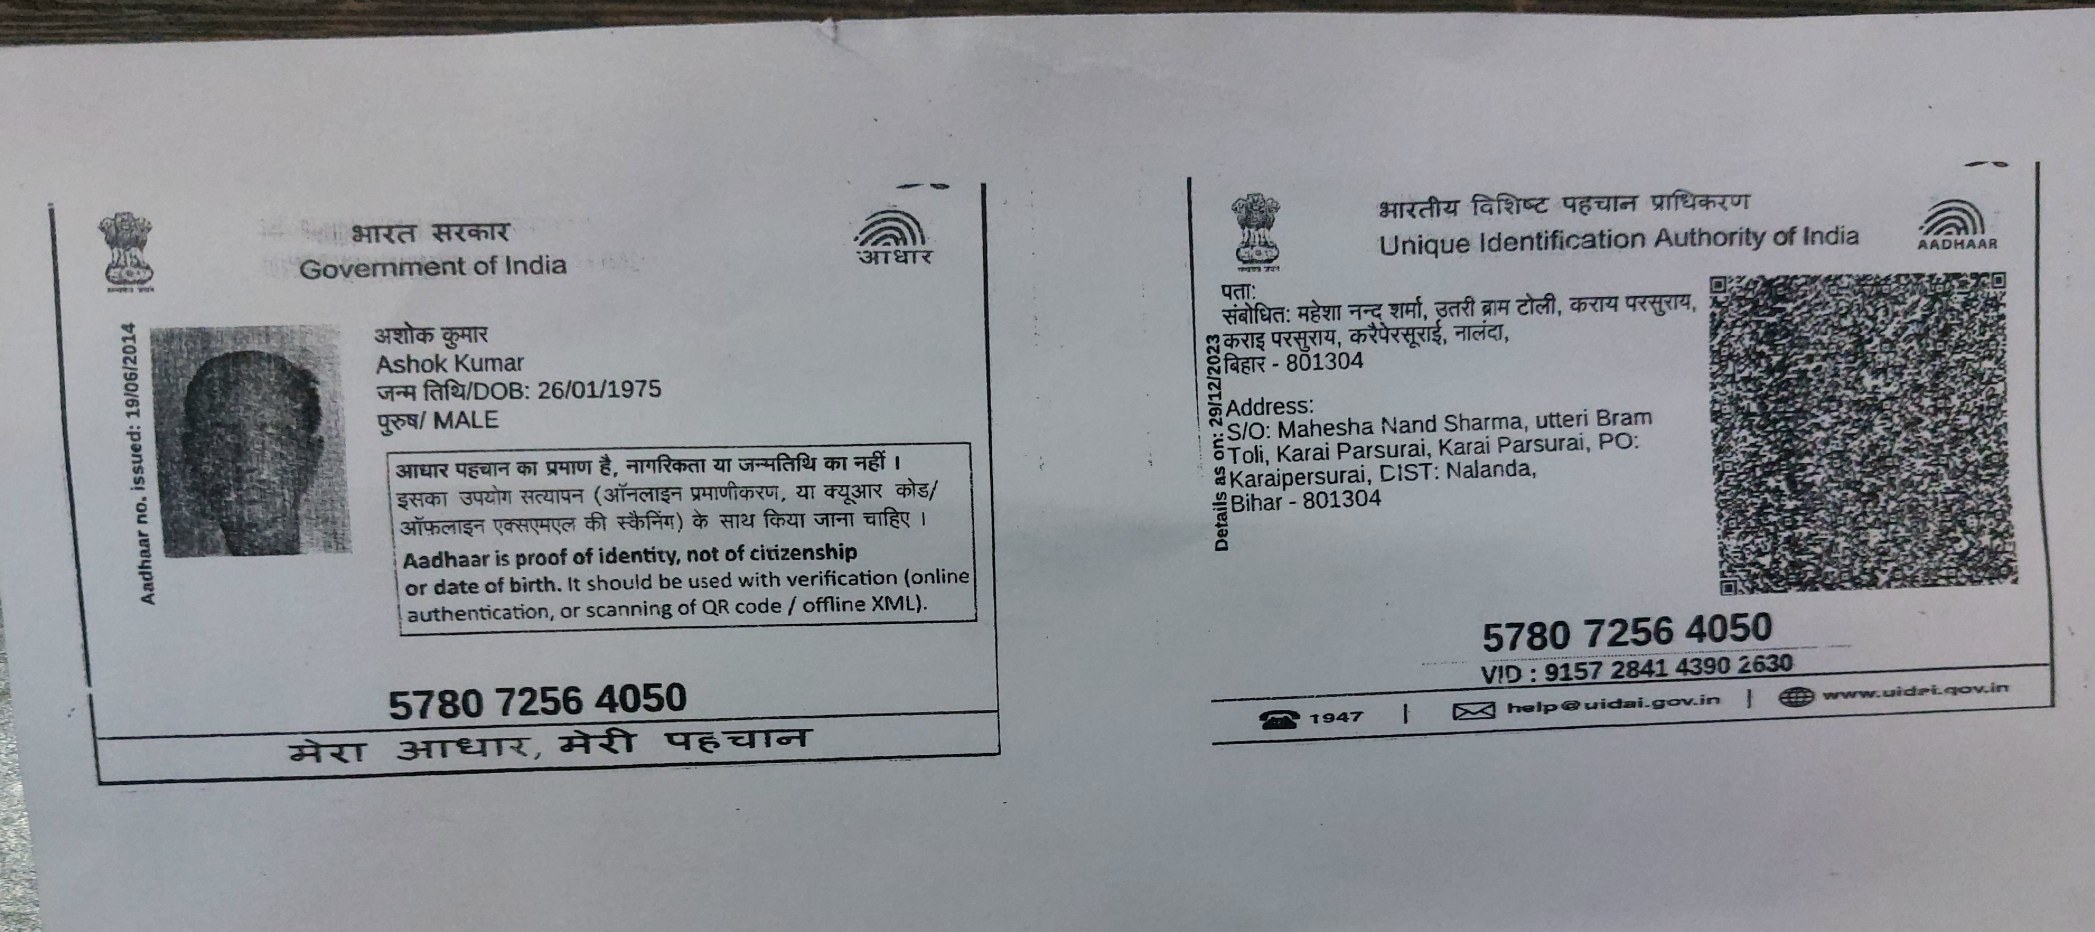 भारत सरकार
Government of India
आधार
Aadhaar no. issued: 19/06/2014
अशोक कुमार
Ashok Kumar
जन्म तिथि/DOB: 26/01/1975
पुरुष/ MALE
आधार पहचान का प्रमाण है, नागरिकता या जन्मतिथि का नहीं ।
इसका उपयोग सत्यापन (ऑनलाइन प्रमाणीकरण, या क्यूआर कोड/
ऑफ़लाइन एक्सएमएल की स्कैनिंग) के साथ किया जाना चाहिए ।
Aadhaar is proof of identity, not of citizenship
or date of birth. It should be used with verification (online
authentication, or scanning of QR code / offline XML).
5780 7256 4050
मेरा आधार, मेरी पहचान
भारतीय विशिष्ट पहचान प्राधिकरण
Unique Identification Authority of India
AADHAAR
Details as on: 29/12/2023
पता:
संबोधित: महेशा नन्द शर्मा, उतरी ब्राम टोली, कराय परसुराय,
कराइ परसुराय, करैपेरसूराई, नालंदा,
बिहार - 801304
Address:
S/O: Mahesha Nand Sharma, utteri Bram
Toli, Karai Parsurai, Karai Parsurai, PO:
Karaipersurai, DIST: Nalanda,
Bihar - 801304
5780 7256 4050
VID : 9157 2841 4390 2630
1947 | help@uidai.gov.in | www.uidai.gov.in